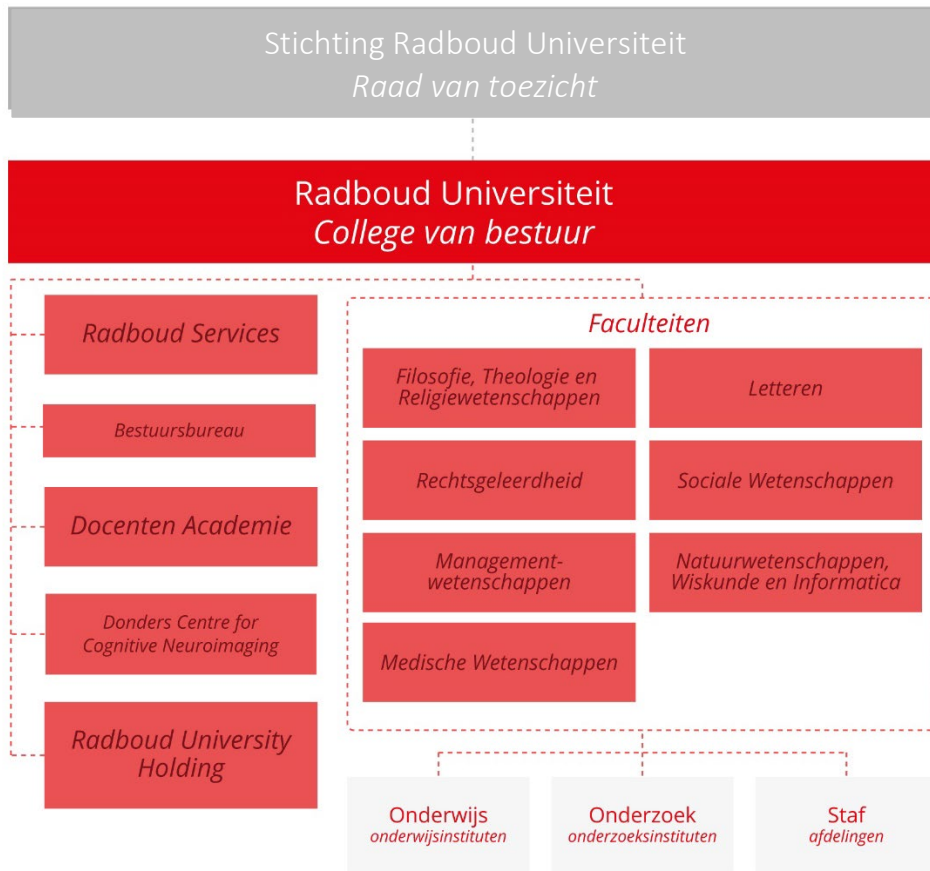 Stichting Radboud Universiteit
Raad van toezicht
Radboud Universiteit
College van bestuur
Radboud Services
Bestuursbureau
Docenten Academie
Donders Centre for
Cognitive Neuroimaging
Radboud University
Holding
Faculteiten
Filosofie, Theologie en
Religiewetenschappen
Letteren
Rechtsgeleerdheid
Sociale Wetenschappen
Management-
wetenschappen
Natuurwetenschappen,
Wiskunde en Informatica
Medische Wetenschappen
Onderwijs
onderwijsinstituten
Onderzoek
onderzoeksinstituten
Staf
afdelingen